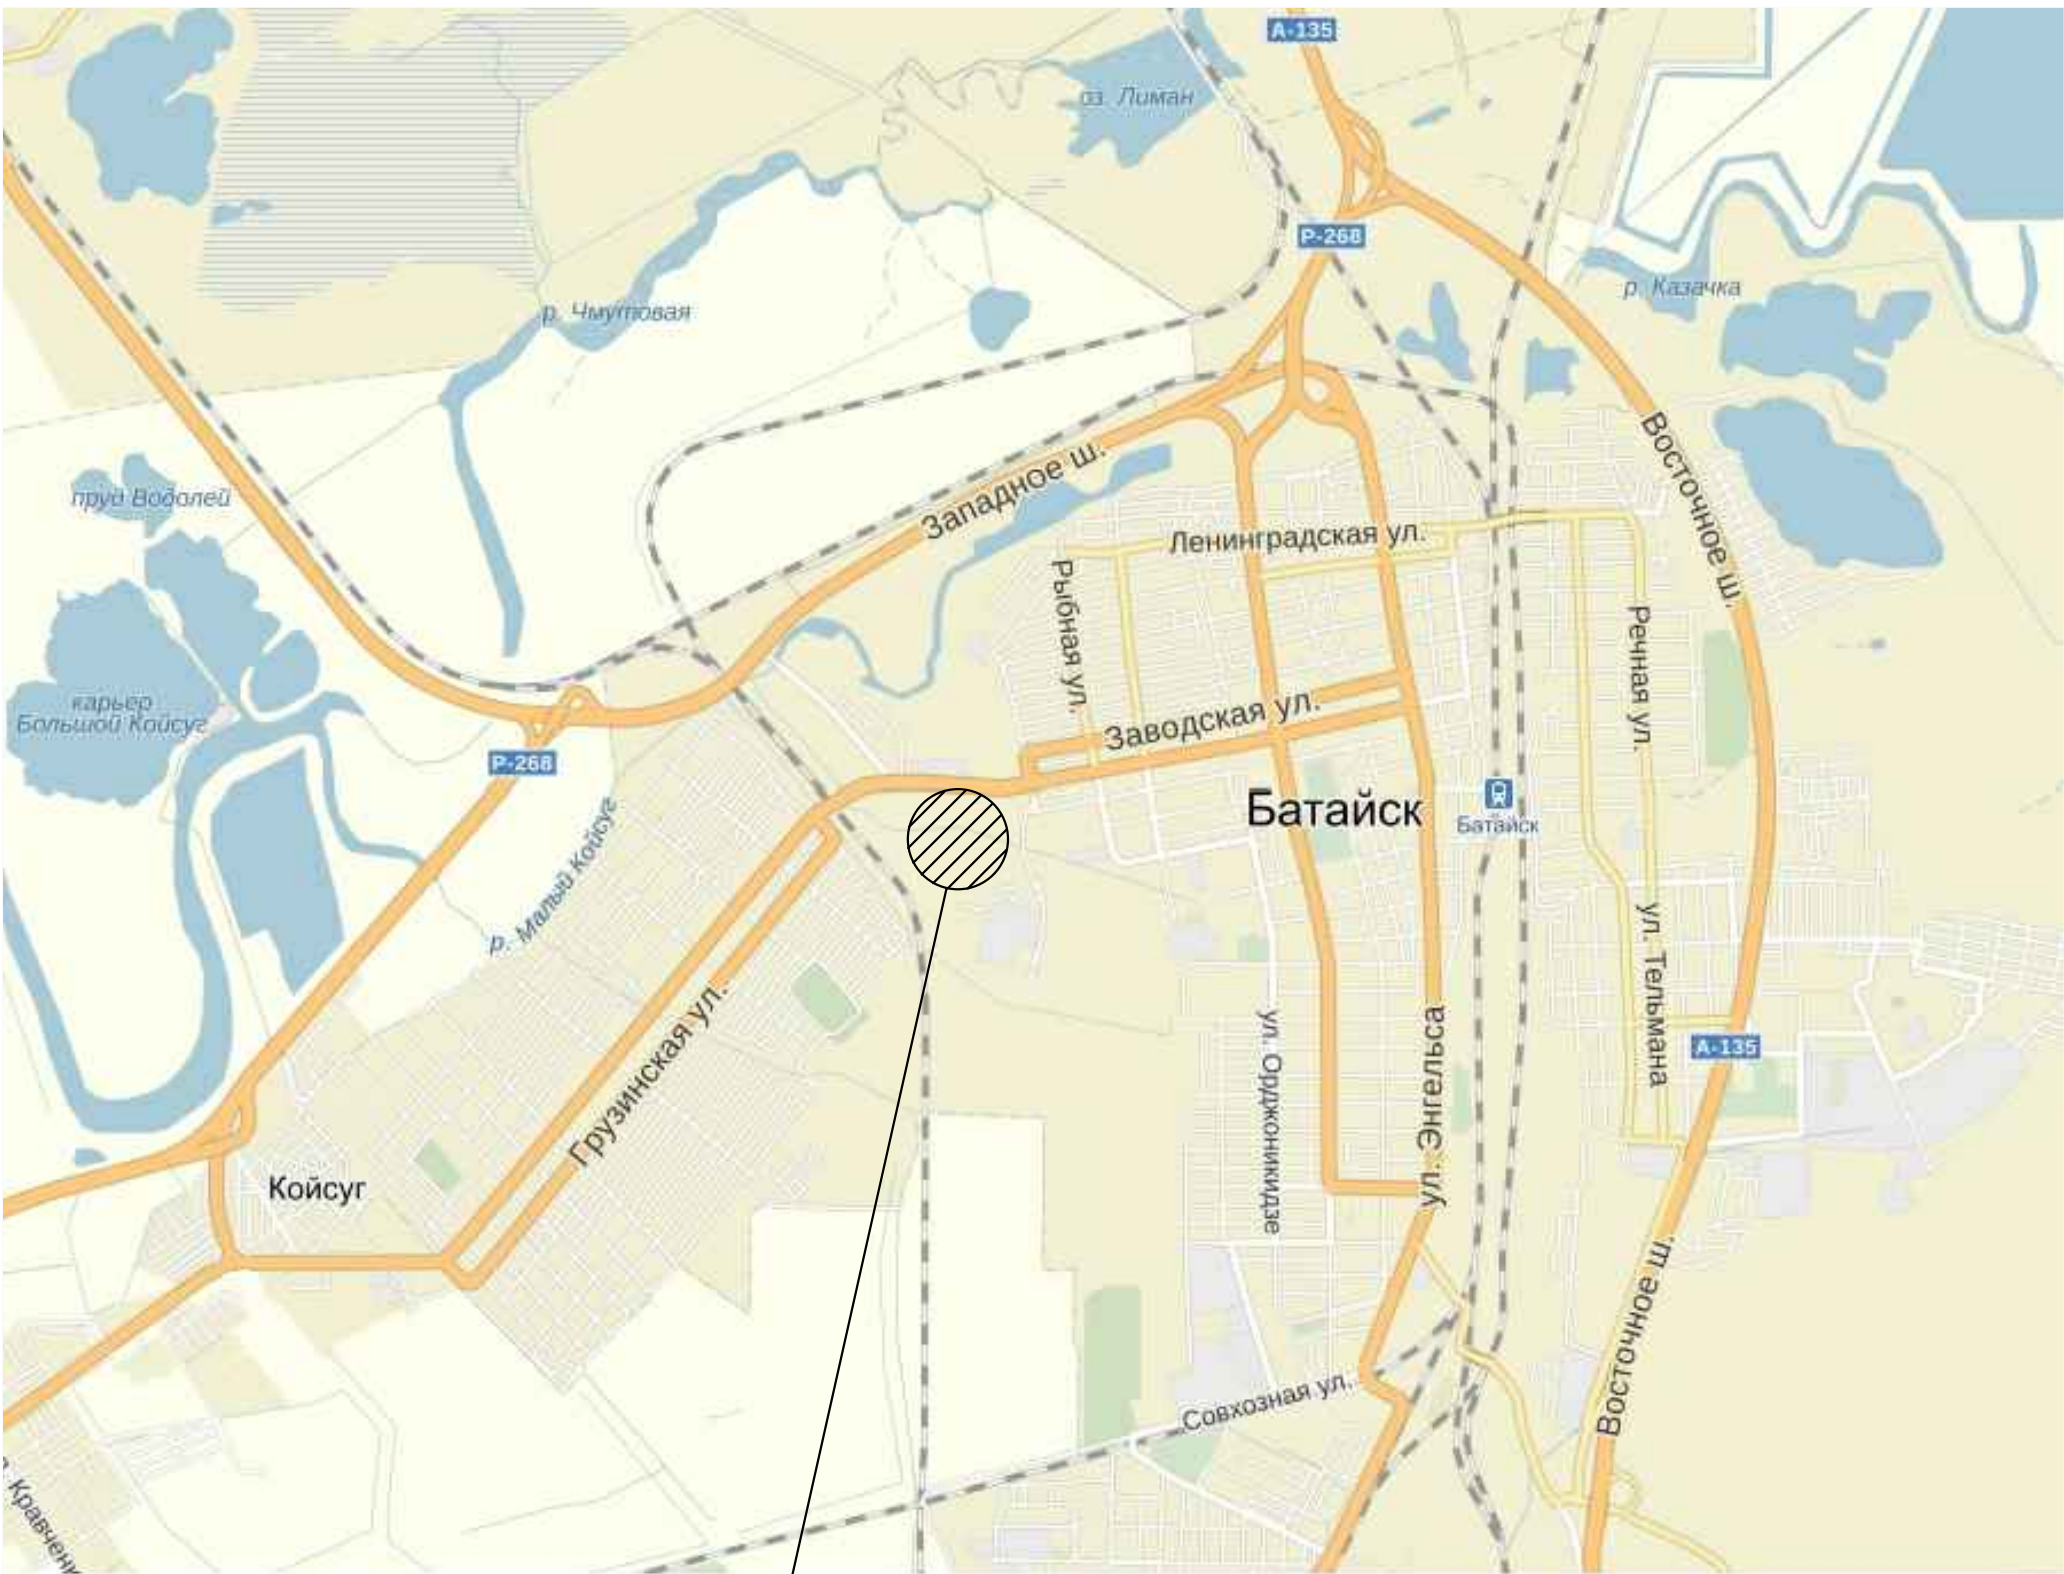 А-135
оз. Лиман
Р-268
р. Казачка
р. Чмутовая
Восточное ш.
Западное ш.
пруд Водолей
Ленинградская ул.
Рыбная ул.
Речная ул.
карьер
Большой Койсуг
Заводская ул.
Р-268
Батайск
Батайск
р. Малый Койсуг
ул. Тельмана
Грузинская ул.
ул. Орджоникидзе
ул. Энгельса
А-135
Койсуг
Восточное ш.
Совхозная ул.